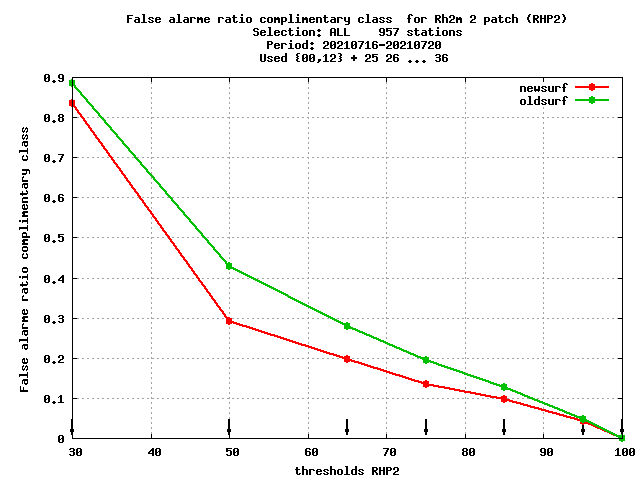 False alarme ratio complimentary class  for Rh2m 2 patch (RHP2)
Selection: ALL    957 stations
Period: 20210716-20210720
Used {00,12} + 25 26 ... 36
newsurf
oldsurf
False alarme ratio complimentary class
0.9
0.8
0.7
0.6
0.5
0.4
0.3
0.2
0.1
0
30 40 50 60 70 80 90 100
thresholds RHP2